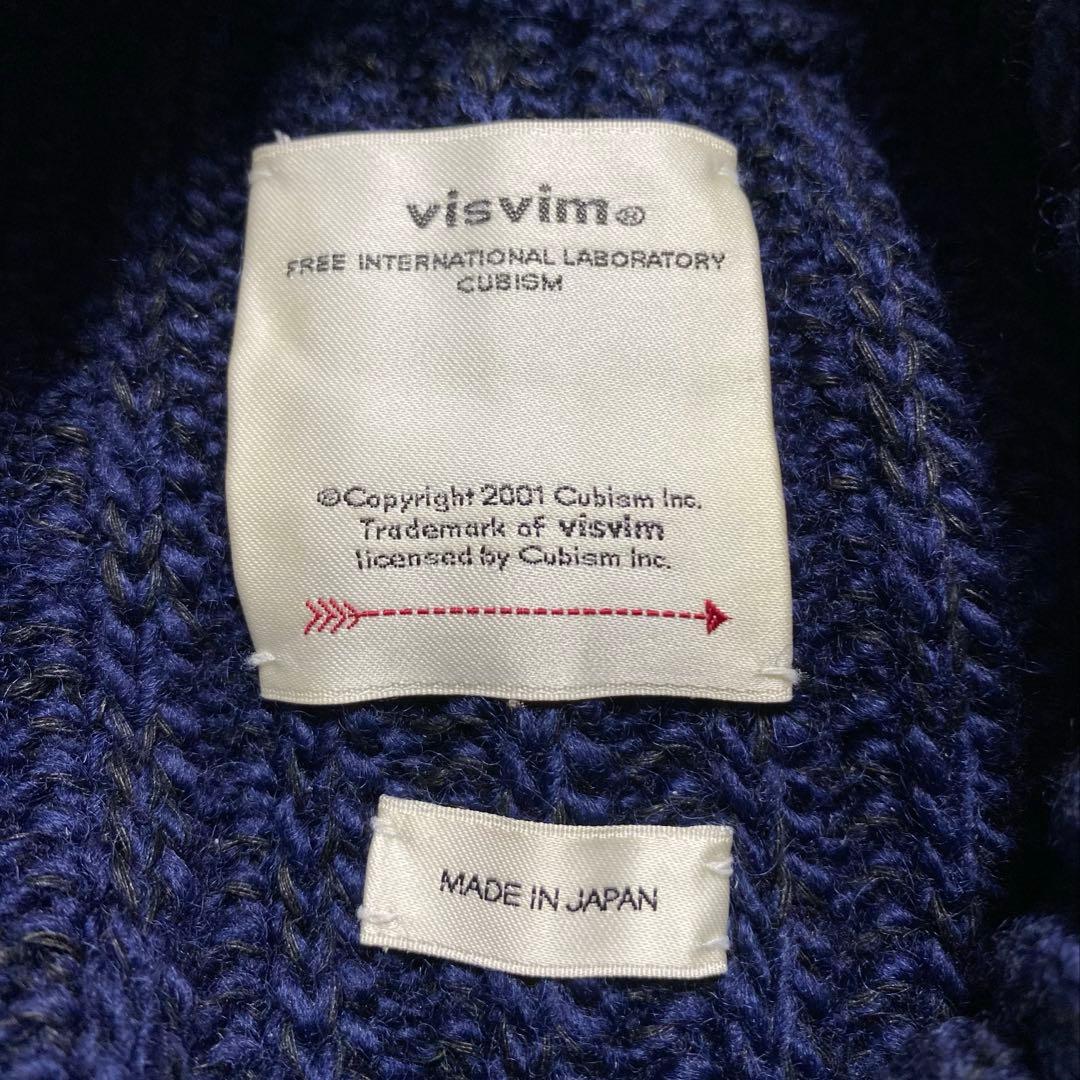 visvim®
FREE INTERNATIONAL LABORATORY
CUBISM
©Copyright 2001 Cubism Inc.
Trademark of visvim
licensed by Cubism Inc.
MADE IN JAPAN